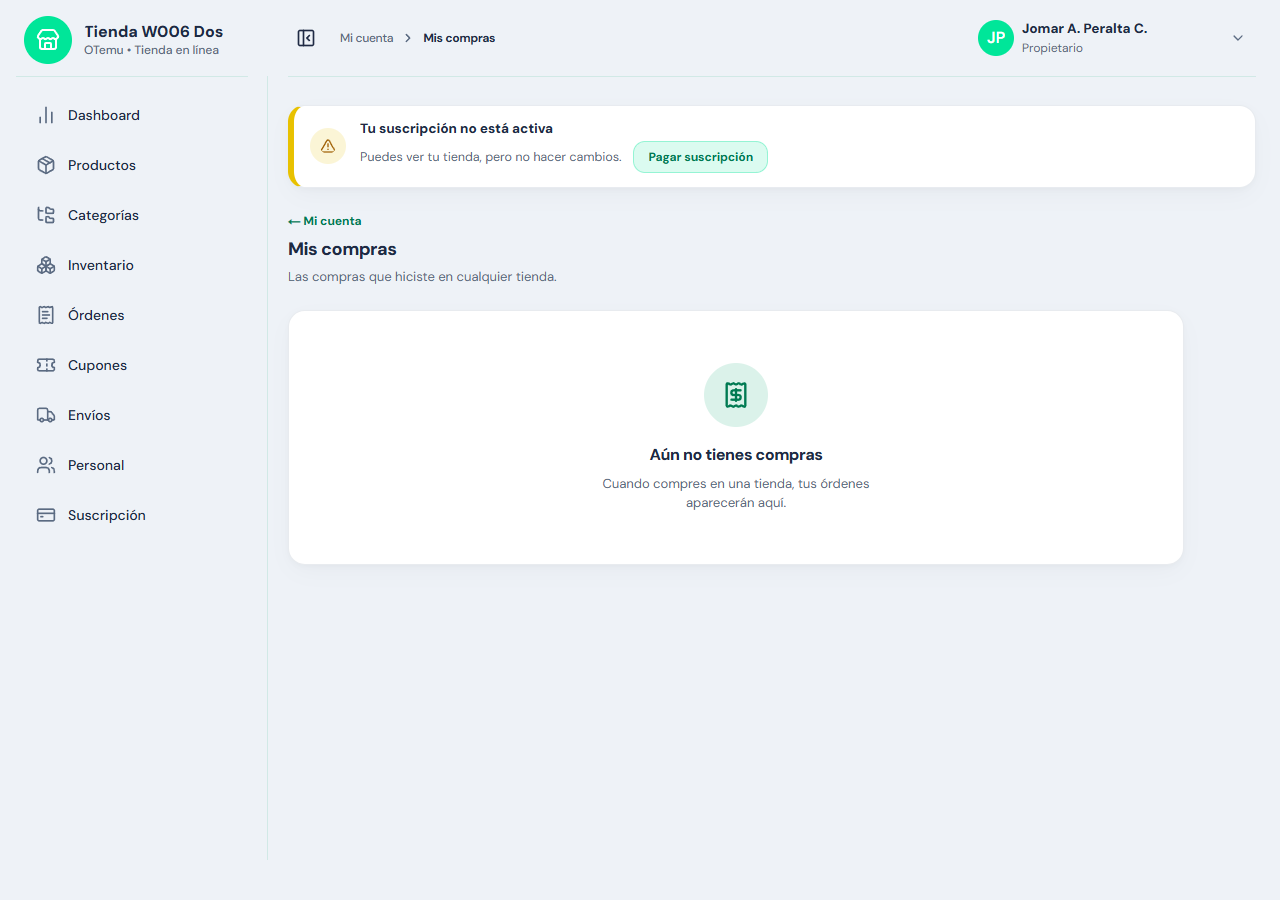 Tienda W006 Dos
OTemu • Tienda en línea
Mi cuenta
Mis compras
JP
Jomar A. Peralta C.
Propietario
Dashboard
Productos
Categorías
Inventario
Órdenes
Cupones
Envíos
Personal
Suscripción
Tu suscripción no está activa
Puedes ver tu tienda, pero no hacer cambios.
Pagar suscripción
← Mi cuenta
Mis compras
Las compras que hiciste en cualquier tienda.
Aún no tienes compras
Cuando compres en una tienda, tus órdenes
aparecerán aquí.